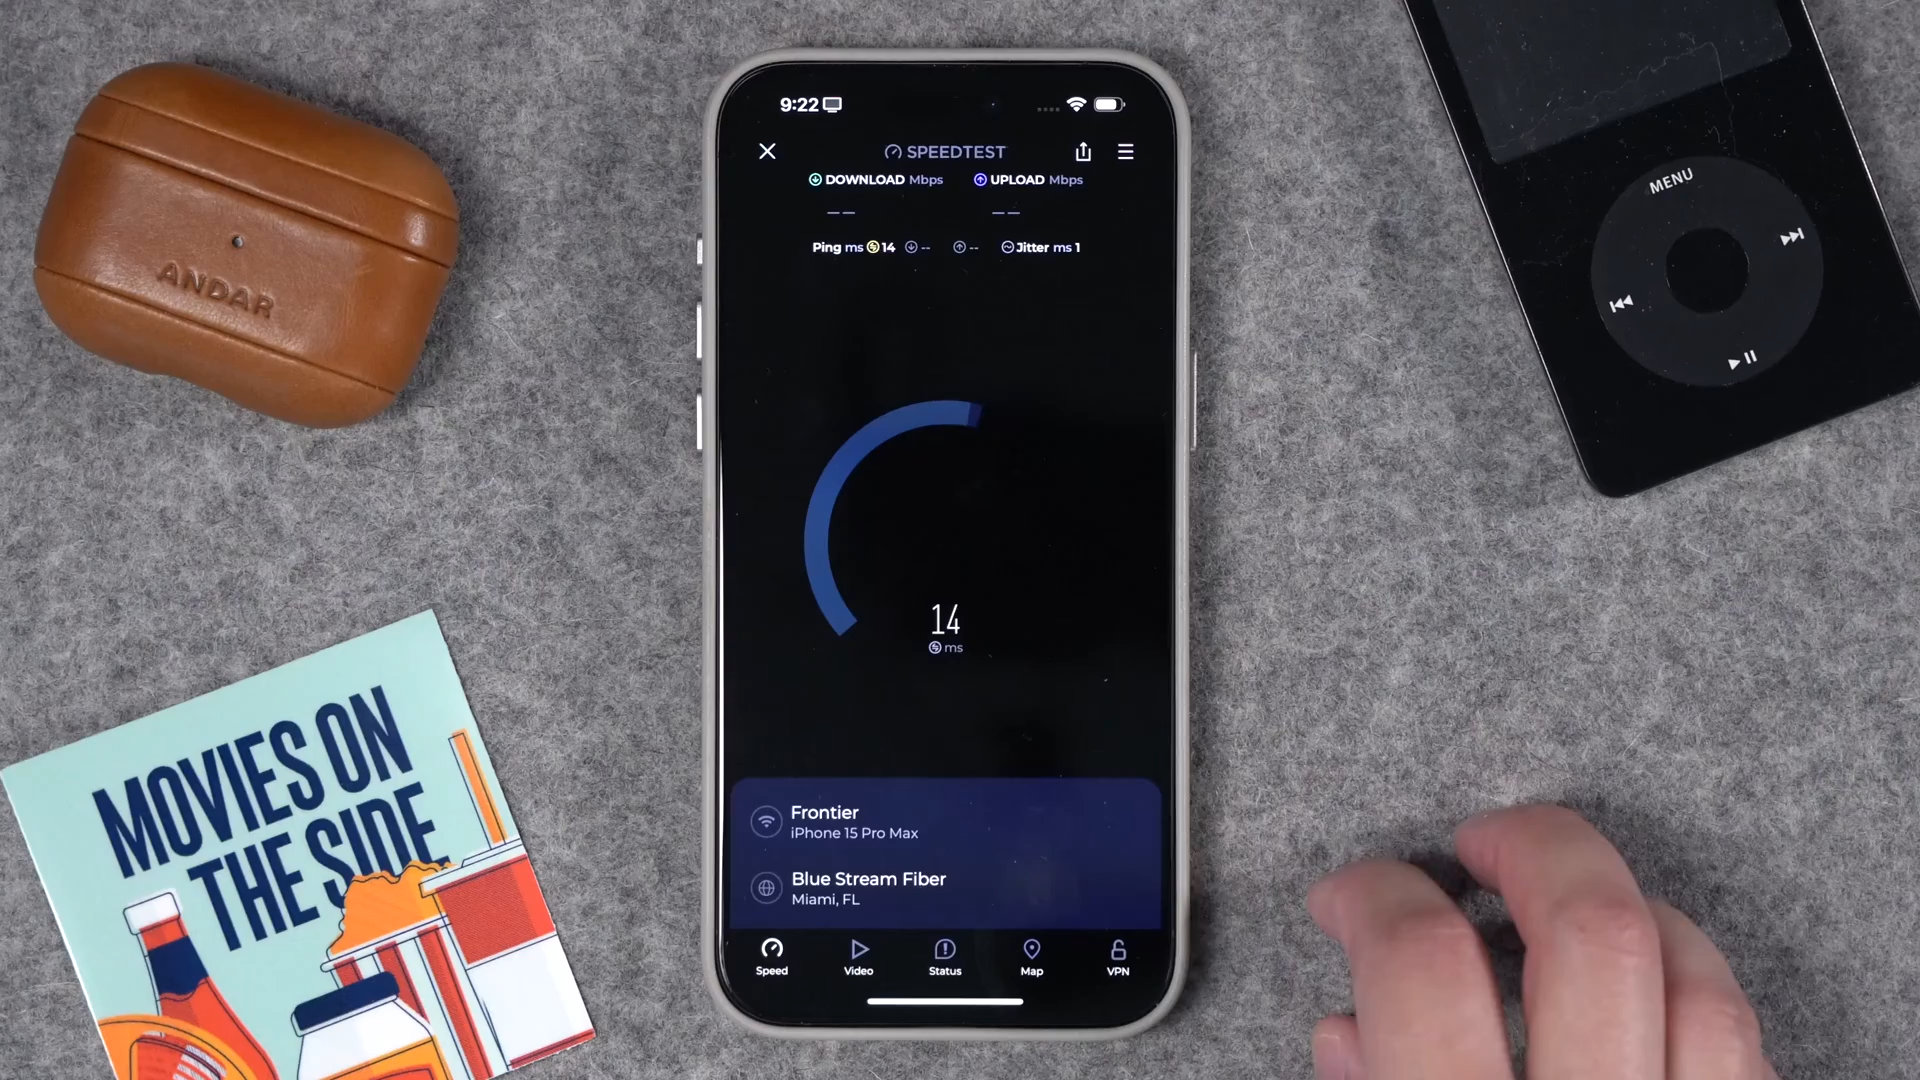 ANDAR
MOVIES ON
THE SIDE
9:22
SPEEDTEST
DOWNLOAD Mbps
UPLOAD Mbps
-- --
Ping ms 14 -- -- Jitter ms 1
14
ms
Frontier
iPhone 15 Pro Max
Blue Stream Fiber
Miami, FL
Speed
Video
Status
Map
VPN
MENU